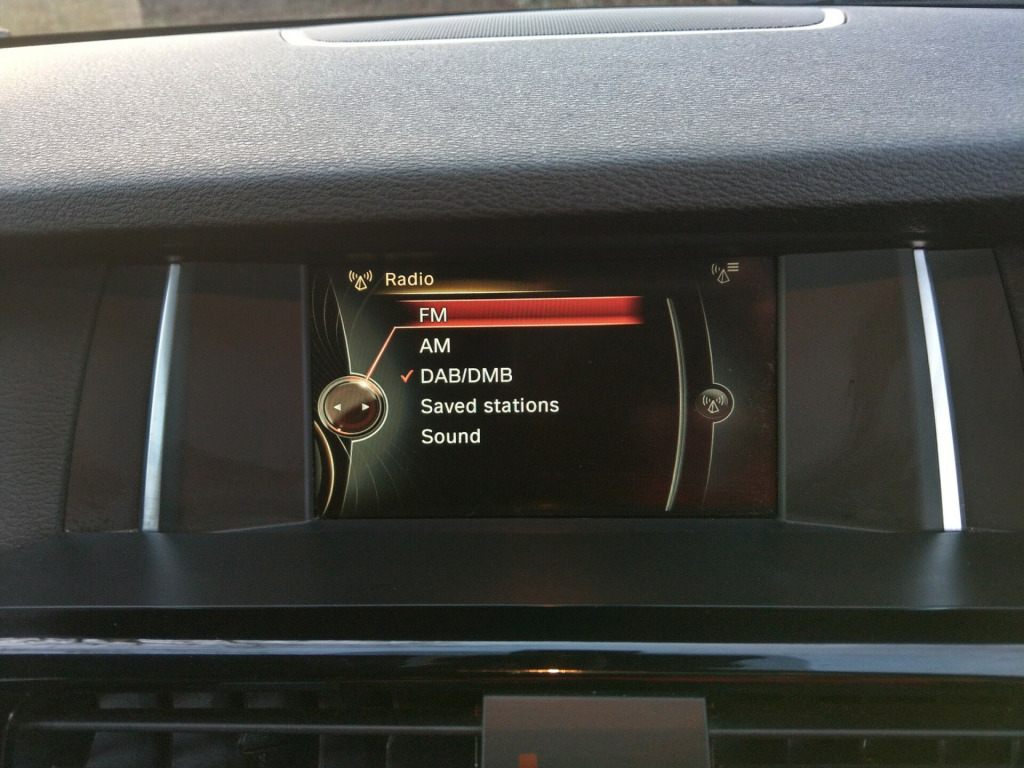 Radio
FM
AM
DAB/DMB
Saved stations
Sound